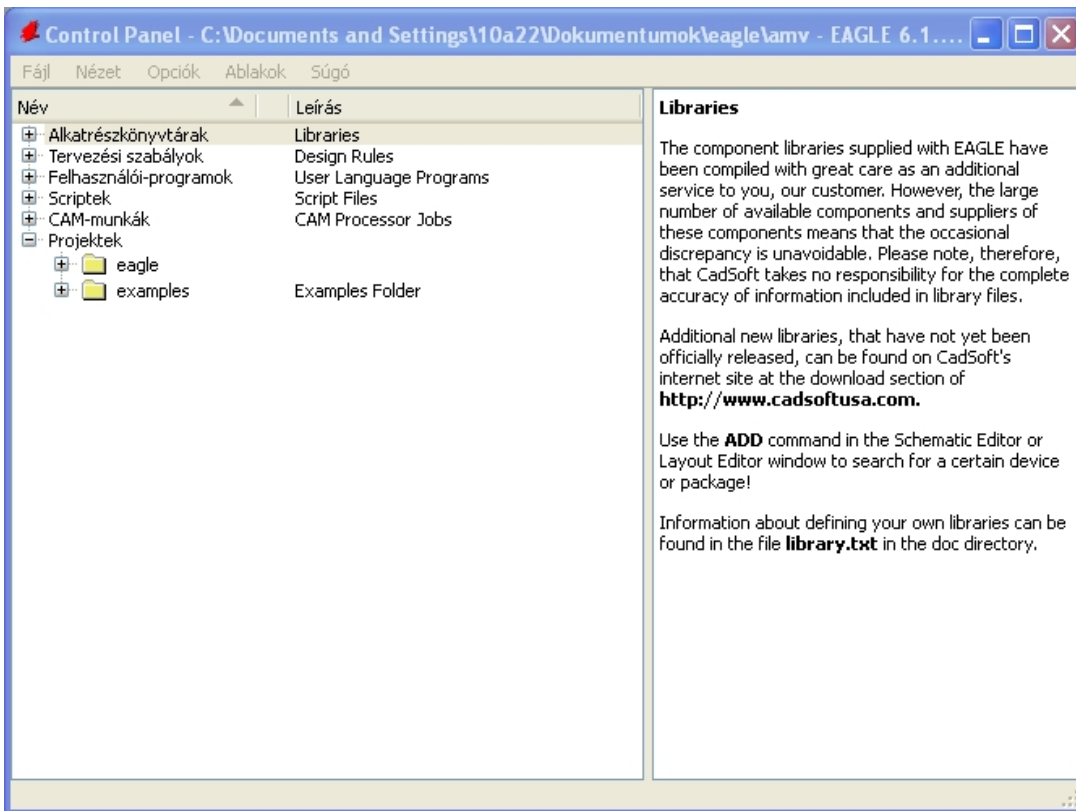 Control Panel - C:\Documents and Settings\10a22\Dokumentumok\eagle\amv - EAGLE 6.1....
Fájl Nézet Opciók Ablakok Súgó
Név Leírás
Alkatrészkönyvtárak Libraries
Tervezési szabályok Design Rules
Felhasználói-programok User Language Programs
Scriptek Script Files
CAM-munkák CAM Processor Jobs
Projektek
eagle
examples Examples Folder
Libraries
The component libraries supplied with EAGLE have
been compiled with great care as an additional
service to you, our customer. However, the large
number of available components and suppliers of
these components means that the occasional
discrepancy is unavoidable. Please note, therefore,
that CadSoft takes no responsibility for the complete
accuracy of information included in library files.
Additional new libraries, that have not yet been
officially released, can be found on CadSoft's
internet site at the download section of
http://www.cadsoftusa.com.
Use the ADD command in the Schematic Editor or
Layout Editor window to search for a certain device
or package!
Information about defining your own libraries can be
found in the file library.txt in the doc directory.